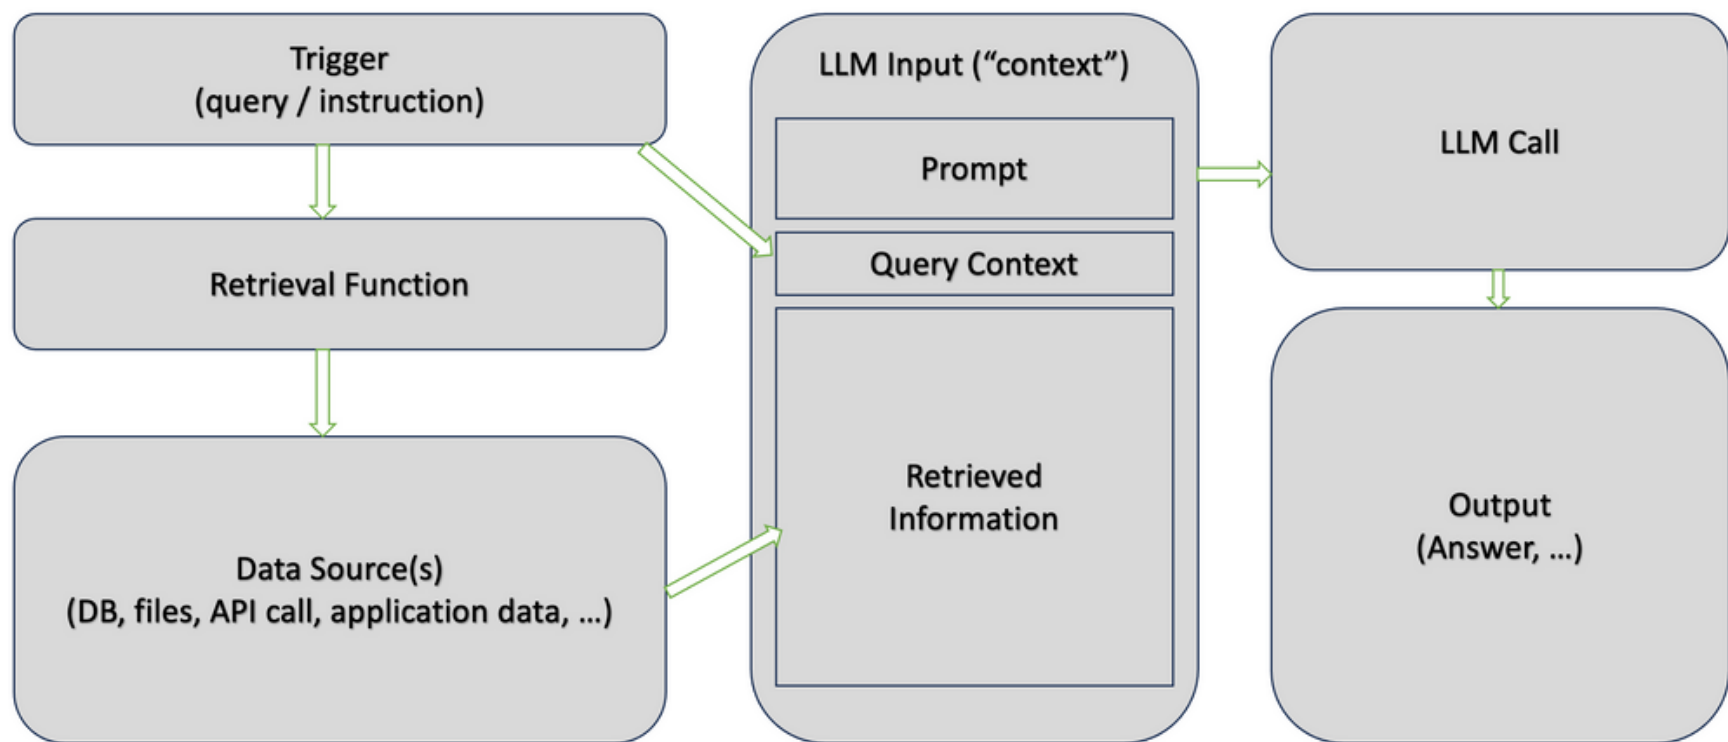 Trigger
(query / instruction)
Retrieval Function
Data Source(s)
(DB, files, API call, application data, …)
LLM Input (“context”)
Prompt
Query Context
Retrieved
Information
LLM Call
Output
(Answer, …)